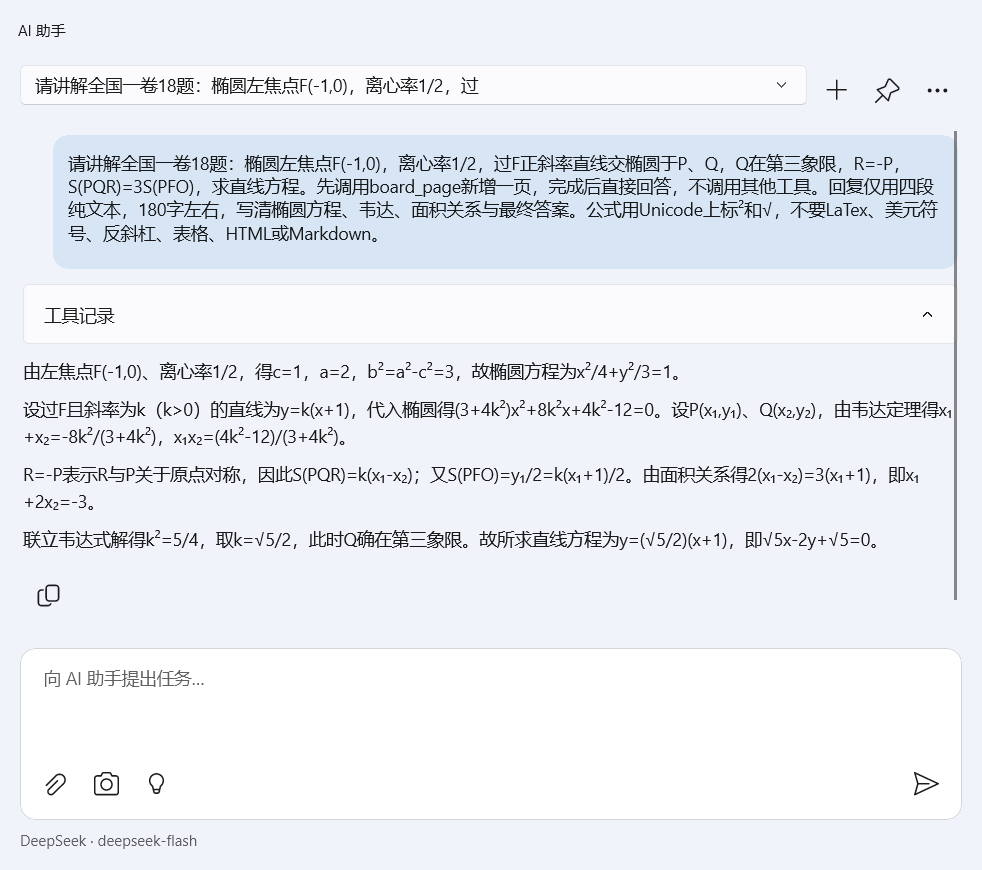 AI 助手
请讲解全国一卷18题：椭圆左焦点F(-1,0)，离心率1/2，过
请讲解全国一卷18题：椭圆左焦点F(-1,0)，离心率1/2，过F正斜率直线交椭圆于P、Q，Q在第三象限，R=-P，
S(PQR)=3S(PFO)，求直线方程。先调用board_page新增一页，完成后直接回答，不调用其他工具。回复仅用四段
纯文本，180字左右，写清椭圆方程、韦达、面积关系与最终答案。公式用Unicode上标²和√，不要LaTex、美元符
号、反斜杠、表格、HTML或Markdown。
工具记录
由左焦点F(-1,0)、离心率1/2，得c=1，a=2，b²=a²-c²=3，故椭圆方程为x²/4+y²/3=1。
设过F且斜率为k（k>0）的直线为y=k(x+1)，代入椭圆得(3+4k²)x²+8k²x+4k²-12=0。设P(x₁,y₁)、Q(x₂,y₂)，由韦达定理得x₁
+x₂=-8k²/(3+4k²)，x₁x₂=(4k²-12)/(3+4k²)。
R=-P表示R与P关于原点对称，因此S(PQR)=k(x₁-x₂)；又S(PFO)=y₁/2=k(x₁+1)/2。由面积关系得2(x₁-x₂)=3(x₁+1)，即x₁
+2x₂=-3。
联立韦达式解得k²=5/4，取k=√5/2，此时Q确在第三象限。故所求直线方程为y=(√5/2)(x+1)，即√5x-2y+√5=0。
向 AI 助手提出任务...
DeepSeek · deepseek-flash